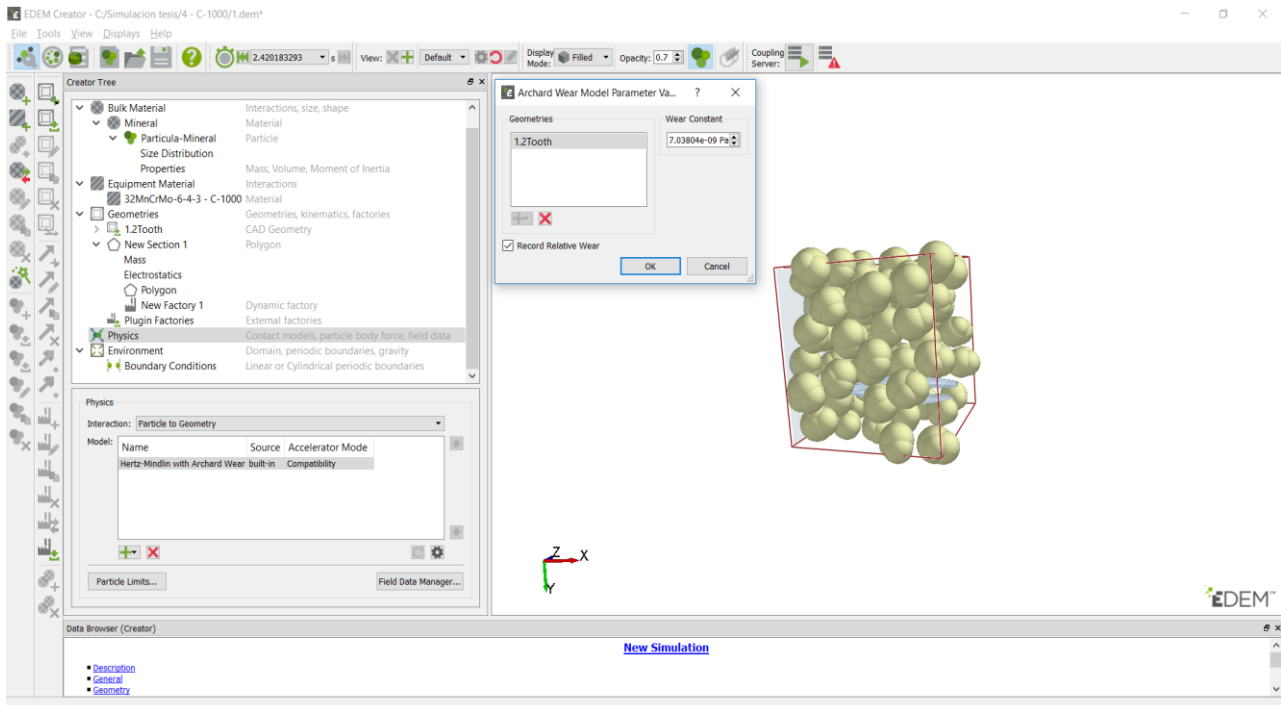 EDEM Creator - C:/Simulacion tesis/4 - C-1000/1.dem*
File Tools View Displays Help
2.420183293 s View: Default Display Mode: Filled Opacity: 0.7 Coupling Server:
Creator Tree
Bulk Material Interactions, size, shape
Mineral Material
Particula-Mineral Particle
Size Distribution
Properties Mass, Volume, Moment of Inertia
Equipment Material Interactions
32MnCrMo-6-4-3 - C-1000 Material
Geometries Geometries, kinematics, factories
1.2Tooth CAD Geometry
New Section 1 Polygon
Mass
Electrostatics
Polygon
New Factory 1 Dynamic factory
Plugin Factories External factories
Physics Contact models, particle body force, field data
Environment Domain, periodic boundaries, gravity
Boundary Conditions Linear or Cylindrical periodic boundaries
Physics
Interaction: Particle to Geometry
Model: Name Source Accelerator Mode
Hertz-Mindlin with Archard Wear built-in Compatibility
Particle Limits... Field Data Manager...
Archard Wear Model Parameter Va... ?
Geometries Wear Constant
1.2Tooth 7.03804e-09 Pa
Record Relative Wear
OK Cancel
Z X
Y
EDEM™
Data Browser (Creator)
New Simulation
Description
General
Geometry